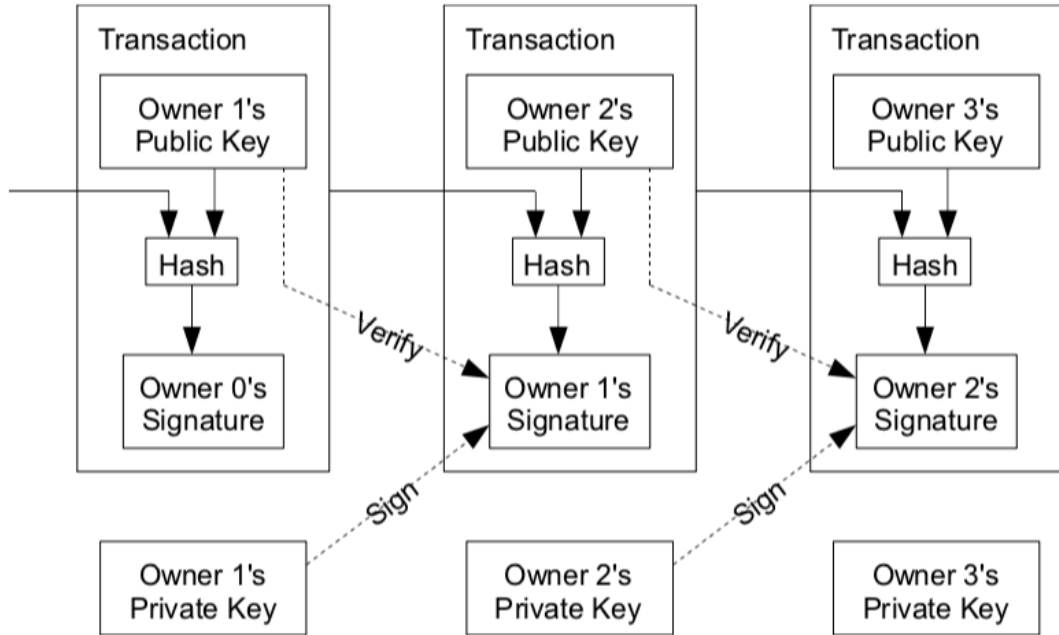 Transaction
Transaction
Transaction
Owner 1's
Public Key
Owner 2's
Public Key
Owner 3's
Public Key
Hash
Hash
Hash
Verify
Verify
Owner 0's
Signature
Owner 1's
Signature
Owner 2's
Signature
Sign
Sign
Owner 1's
Private Key
Owner 2's
Private Key
Owner 3's
Private Key